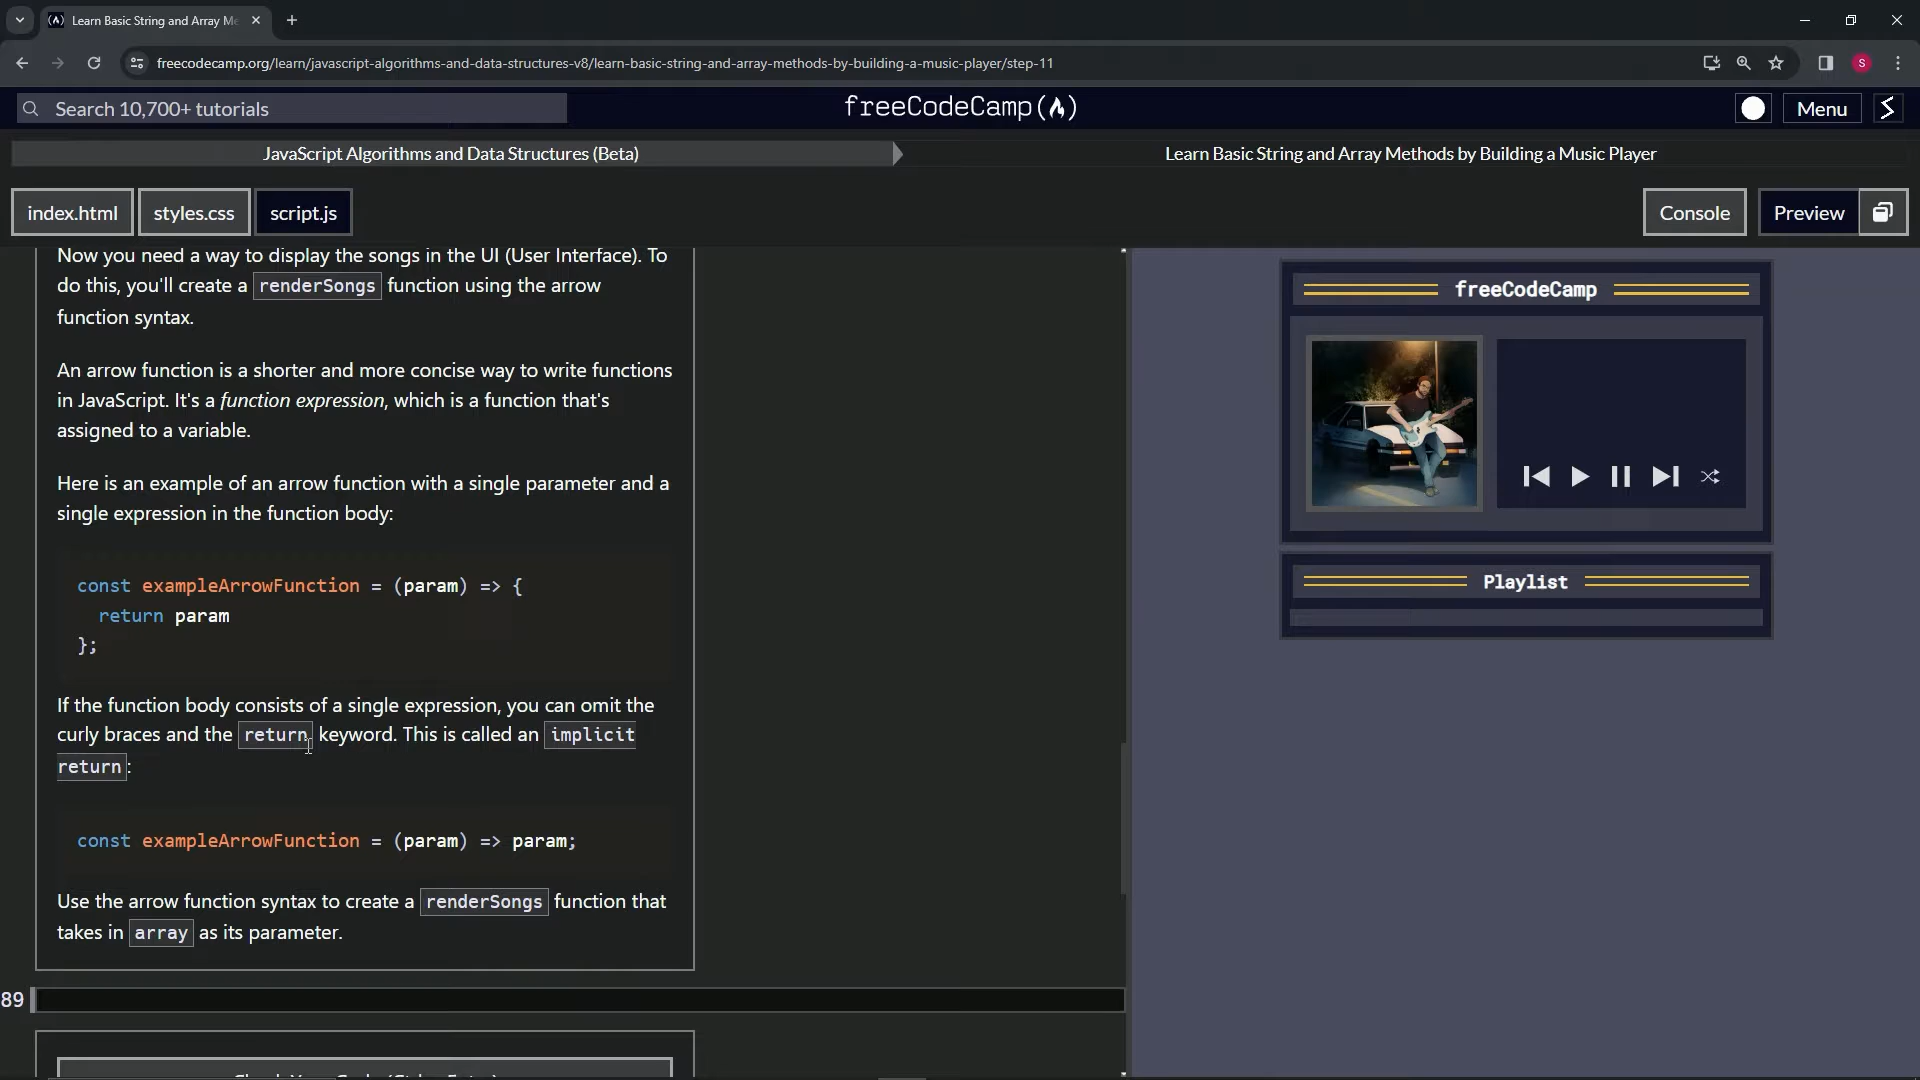 Learn Basic String and Array Me
freecodecamp.org/learn/javascript-algorithms-and-data-structures-v8/learn-basic-string-and-array-methods-by-building-a-music-player/step-11
S
Search 10,700+ tutorials
freeCodeCamp(🔥)
Menu
JavaScript Algorithms and Data Structures (Beta)
Learn Basic String and Array Methods by Building a Music Player
index.html
styles.css
script.js
Console
Preview
Now you need a way to display the songs in the UI (User Interface). To
do this, you'll create a renderSongs function using the arrow
function syntax.
An arrow function is a shorter and more concise way to write functions
in JavaScript. It's a function expression, which is a function that's
assigned to a variable.
Here is an example of an arrow function with a single parameter and a
single expression in the function body:
const exampleArrowFunction = (param) => {
return param
};
If the function body consists of a single expression, you can omit the
curly braces and the return keyword. This is called an implicit
return:
const exampleArrowFunction = (param) => param;
Use the arrow function syntax to create a renderSongs function that
takes in array as its parameter.
89
freeCodeCamp
Playlist